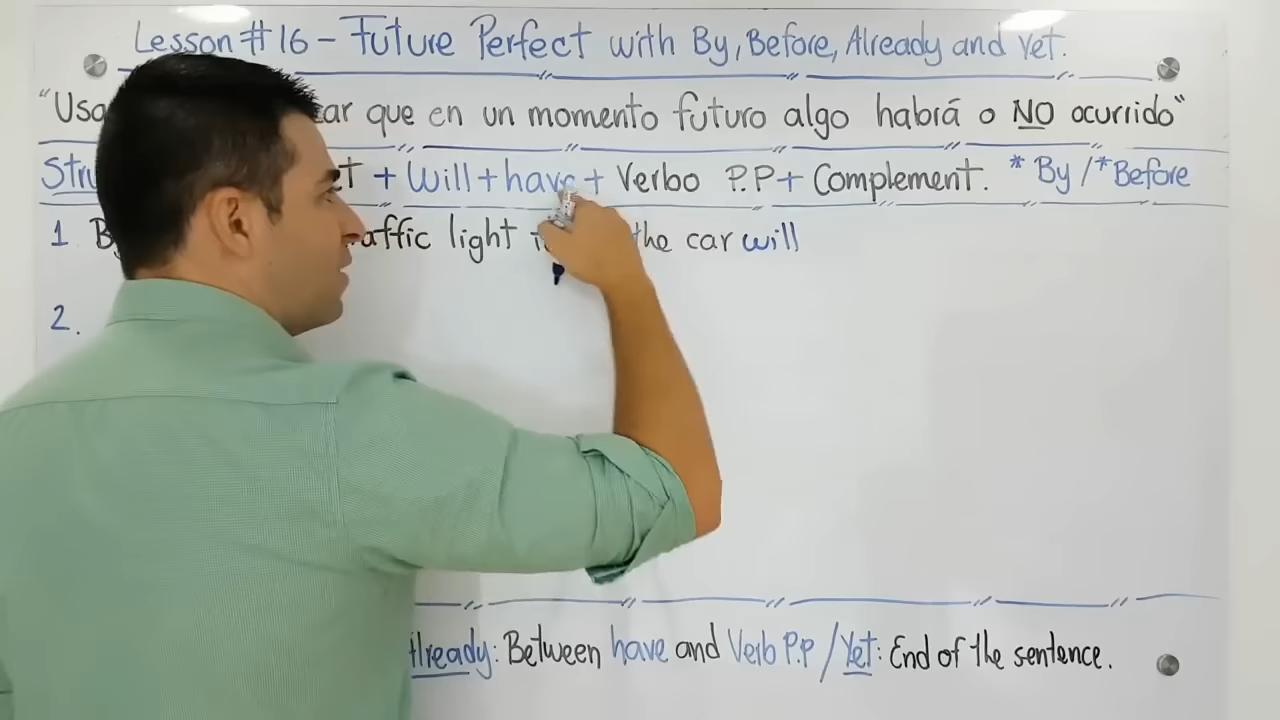 Lesson #16 - Future Perfect with By, Before, Already and Yet.
"Usa car que en un momento futuro algo habrá o NO ocurrido"
Stru t + Will + have + Verbo P.P + Complement. * By / * Before
1 B affic light the car will
2.
Already: Between have and Verb P.P / Yet: End of the sentence.